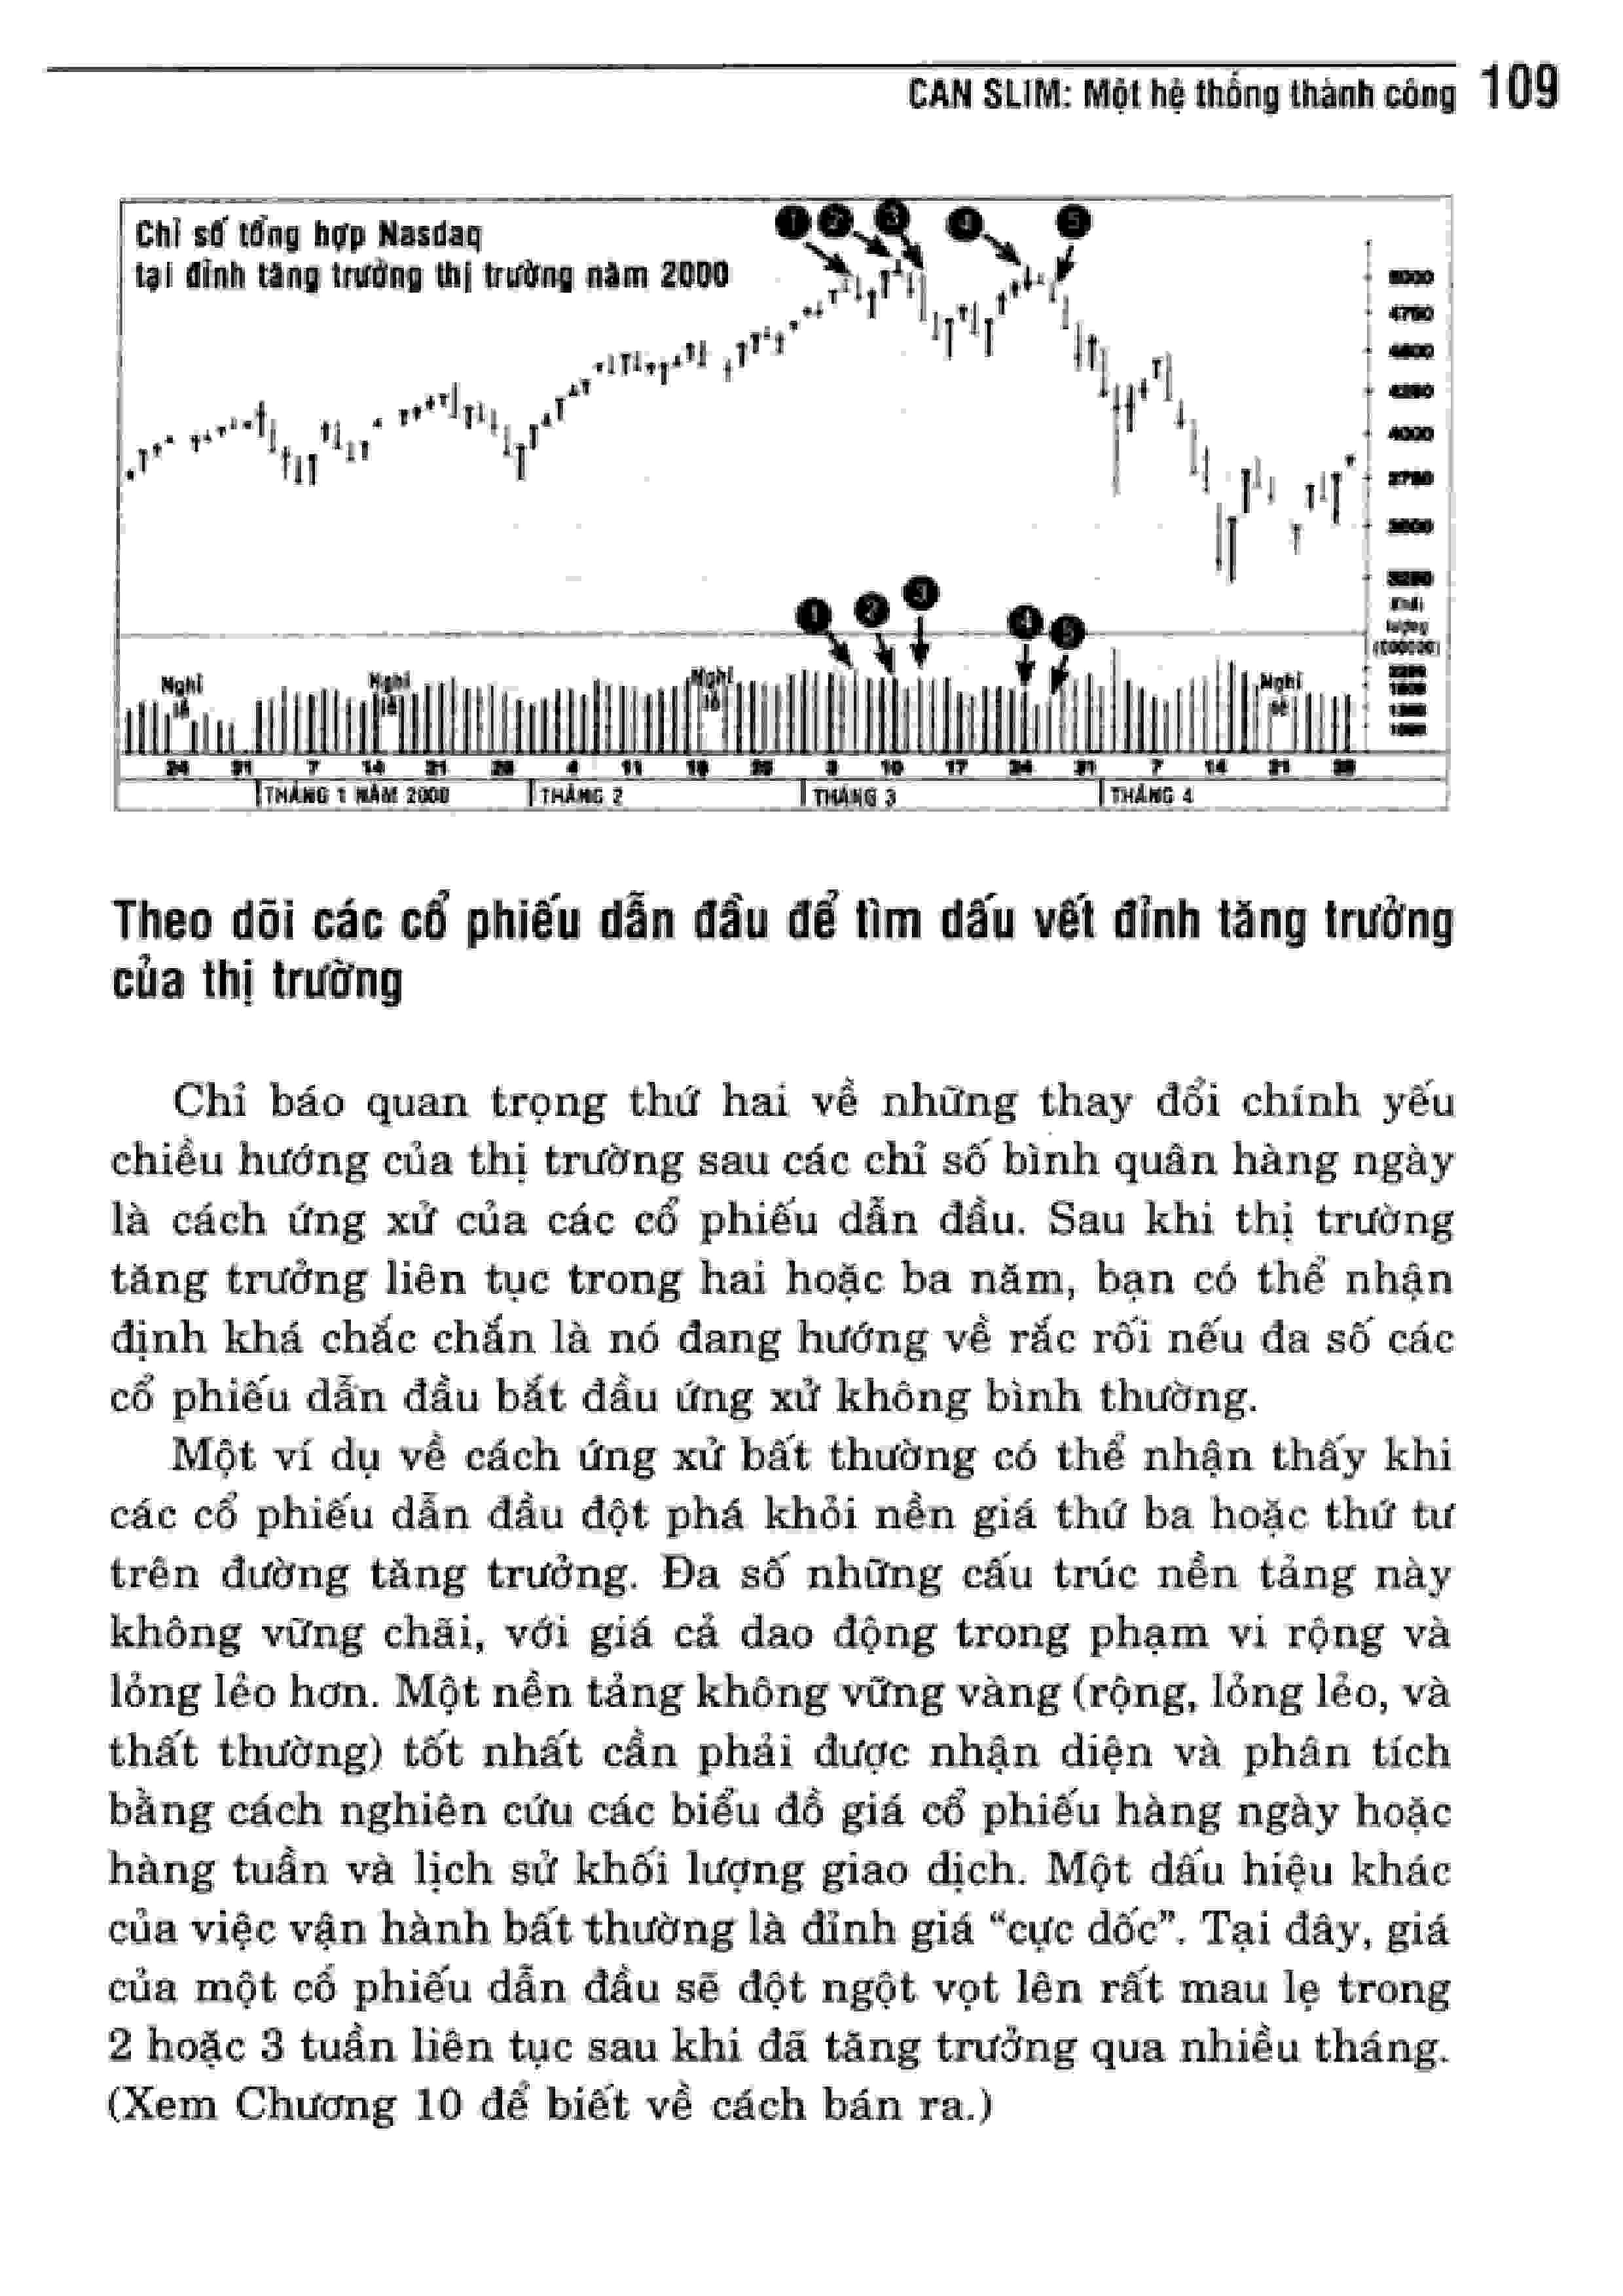 CAN SLIM: Một hệ thống thành công 109
Chỉ số tổng hợp Nasdaq
tại đỉnh tăng trưởng thị trường năm 2000
1 2 3 4 5
5000
4750
4500
4250
4000
3750
3500
3250
Khối
lượng
1 2 3 4 5
Nghỉ lễ Nghỉ lễ Nghỉ lễ Nghỉ lễ
24 31 7 14 21 28 4 11 18 25 3 10 17 24 31 7 14 21 28
THÁNG 1 NĂM 2000 THÁNG 2 THÁNG 3 THÁNG 4
Theo dõi các cổ phiếu dẫn đầu để tìm dấu vết đỉnh tăng trưởng
của thị trường
Chỉ báo quan trọng thứ hai về những thay đổi chính yếu
chiều hướng của thị trường sau các chỉ số bình quân hàng ngày
là cách ứng xử của các cổ phiếu dẫn đầu. Sau khi thị trường
tăng trưởng liên tục trong hai hoặc ba năm, bạn có thể nhận
định khá chắc chắn là nó đang hướng về rắc rối nếu đa số các
cổ phiếu dẫn đầu bắt đầu ứng xử không bình thường.
Một ví dụ về cách ứng xử bất thường có thể nhận thấy khi
các cổ phiếu dẫn đầu đột phá khỏi nền giá thứ ba hoặc thứ tư
trên đường tăng trưởng. Đa số những cấu trúc nền tảng này
không vững chãi, với giá cả dao động trong phạm vi rộng và
lỏng lẻo hơn. Một nền tảng không vững vàng (rộng, lỏng lẻo, và
thất thường) tốt nhất cần phải được nhận diện và phân tích
bằng cách nghiên cứu các biểu đồ giá cổ phiếu hàng ngày hoặc
hàng tuần và lịch sử khối lượng giao dịch. Một dấu hiệu khác
của việc vận hành bất thường là đỉnh giá “cực dốc”. Tại đây, giá
của một cổ phiếu dẫn đầu sẽ đột ngột vọt lên rất mau lẹ trong
2 hoặc 3 tuần liên tục sau khi đã tăng trưởng qua nhiều tháng.
(Xem Chương 10 để biết về cách bán ra.)